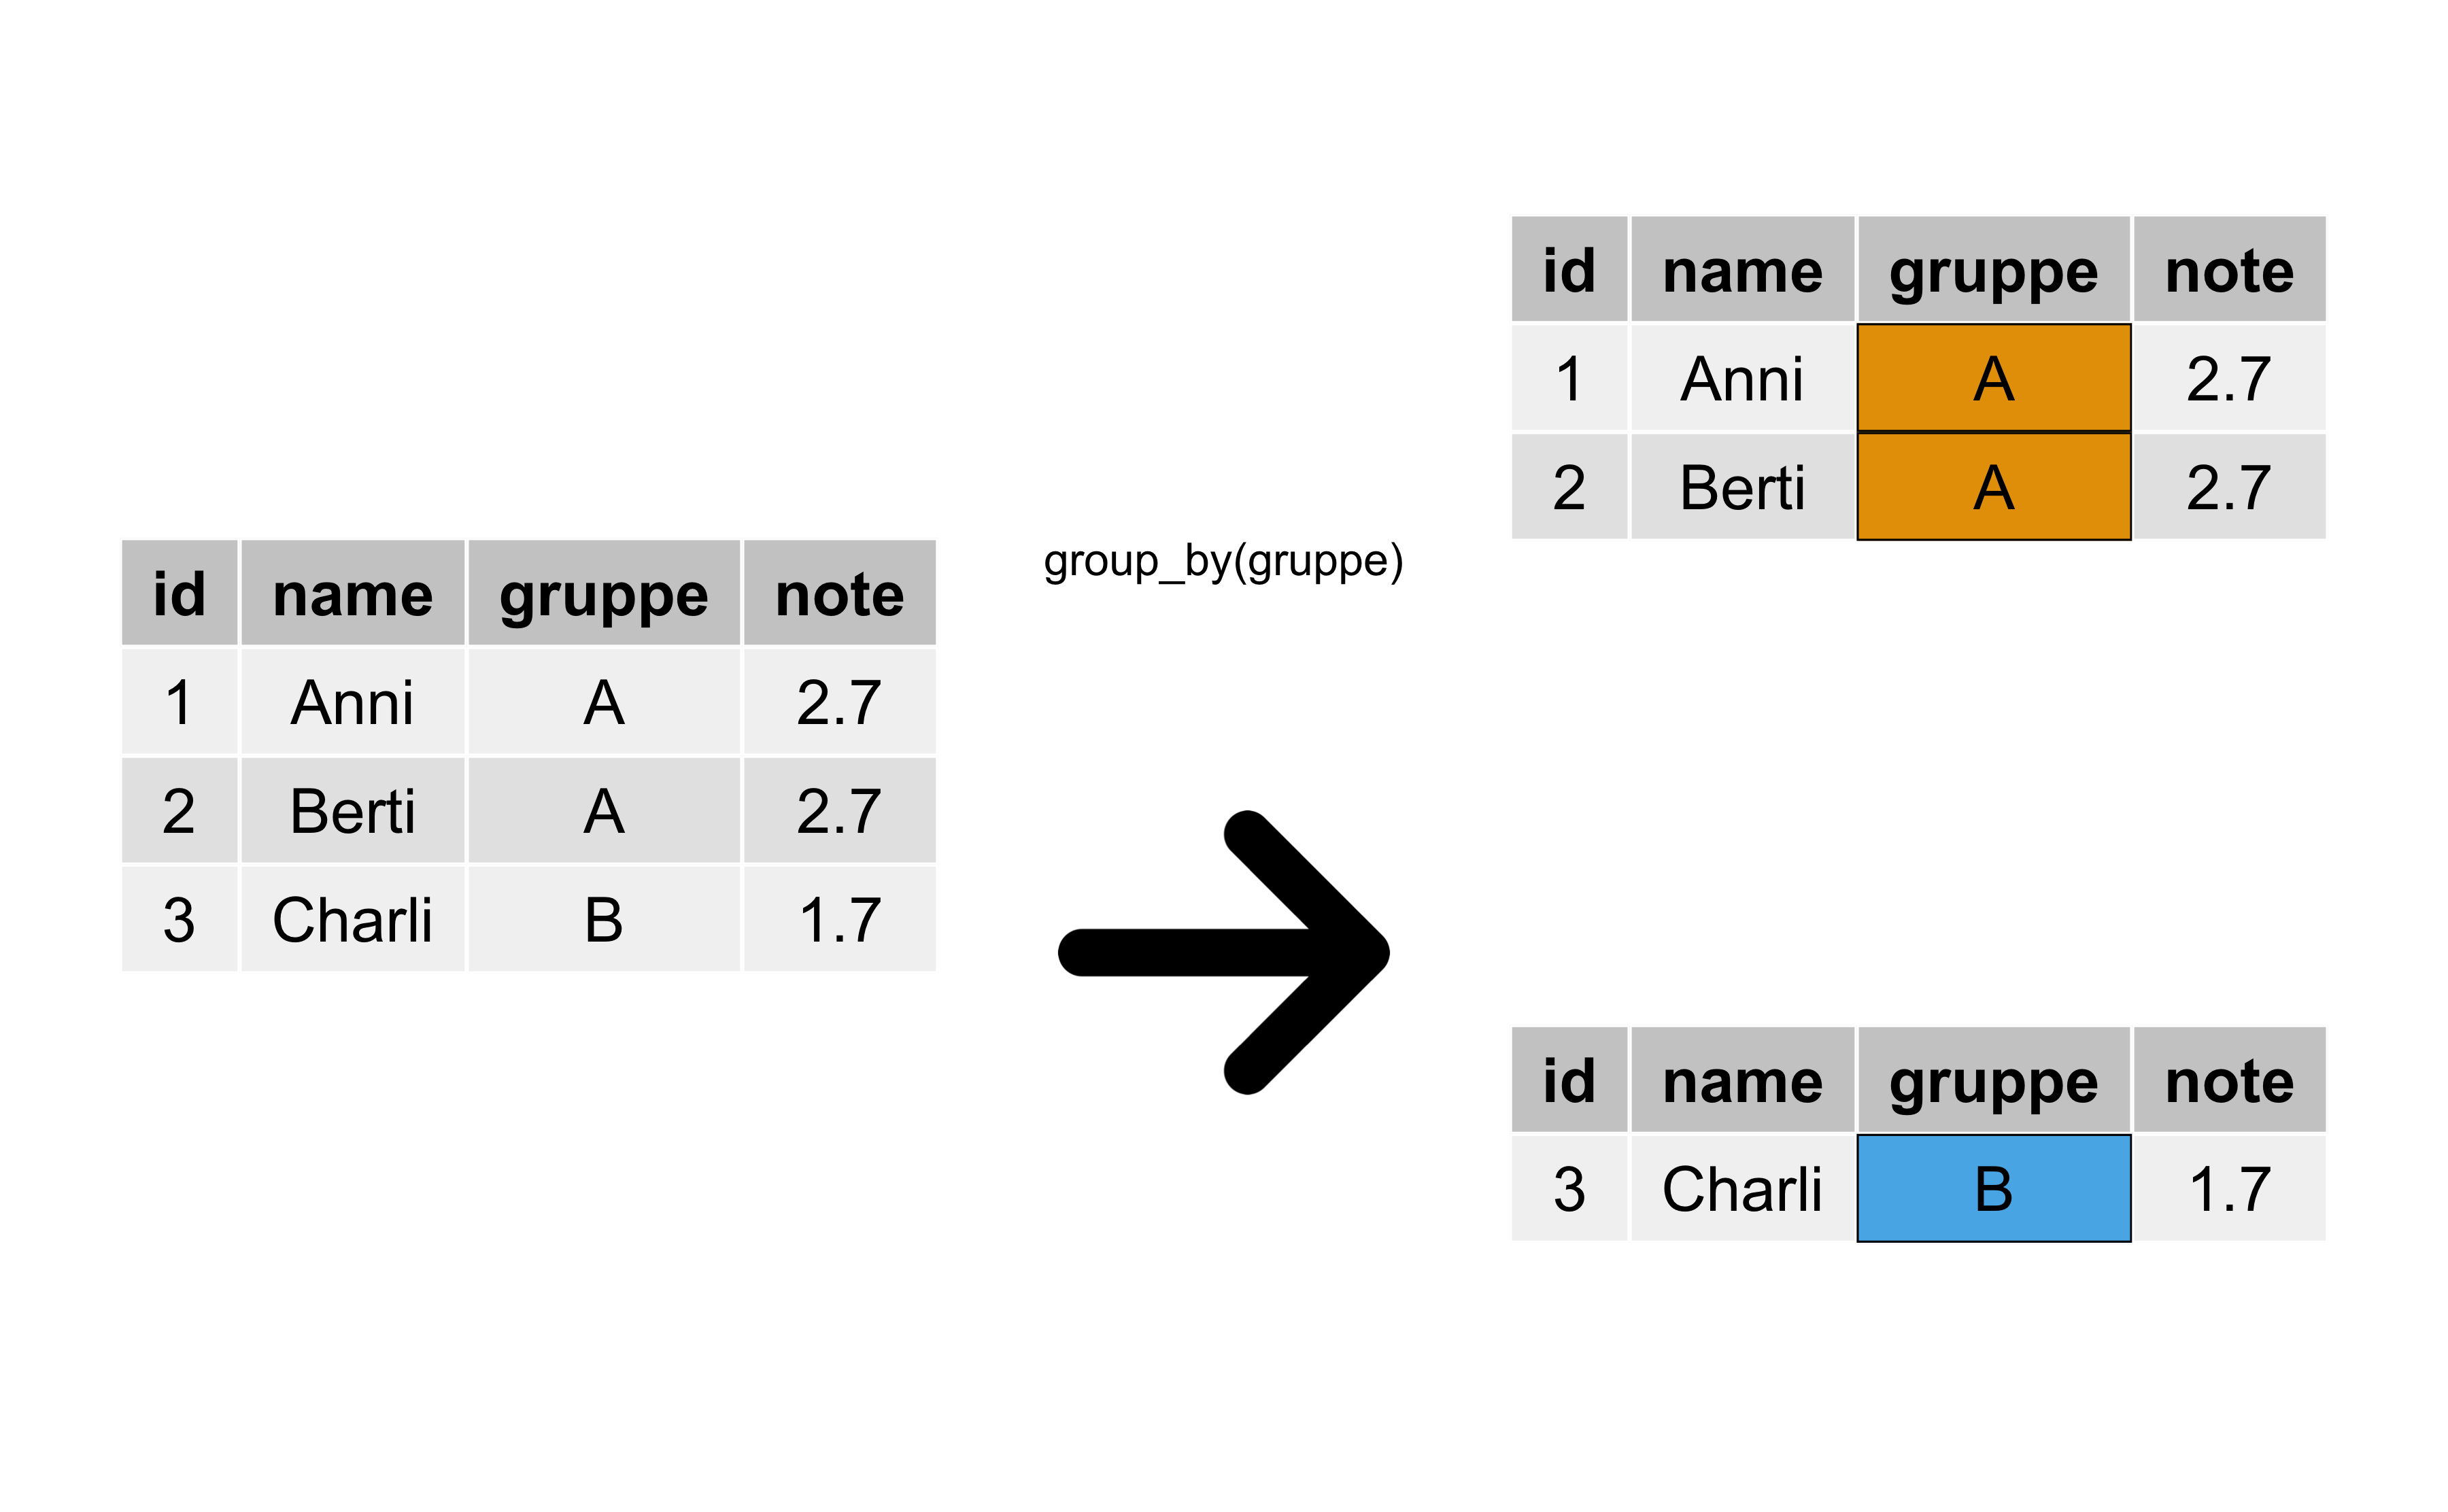 id name gruppe note
1 Anni A 2.7
2 Berti A 2.7
3 Charli B 1.7
group_by(gruppe)
id name gruppe note
1 Anni A 2.7
2 Berti A 2.7
id name gruppe note
3 Charli B 1.7